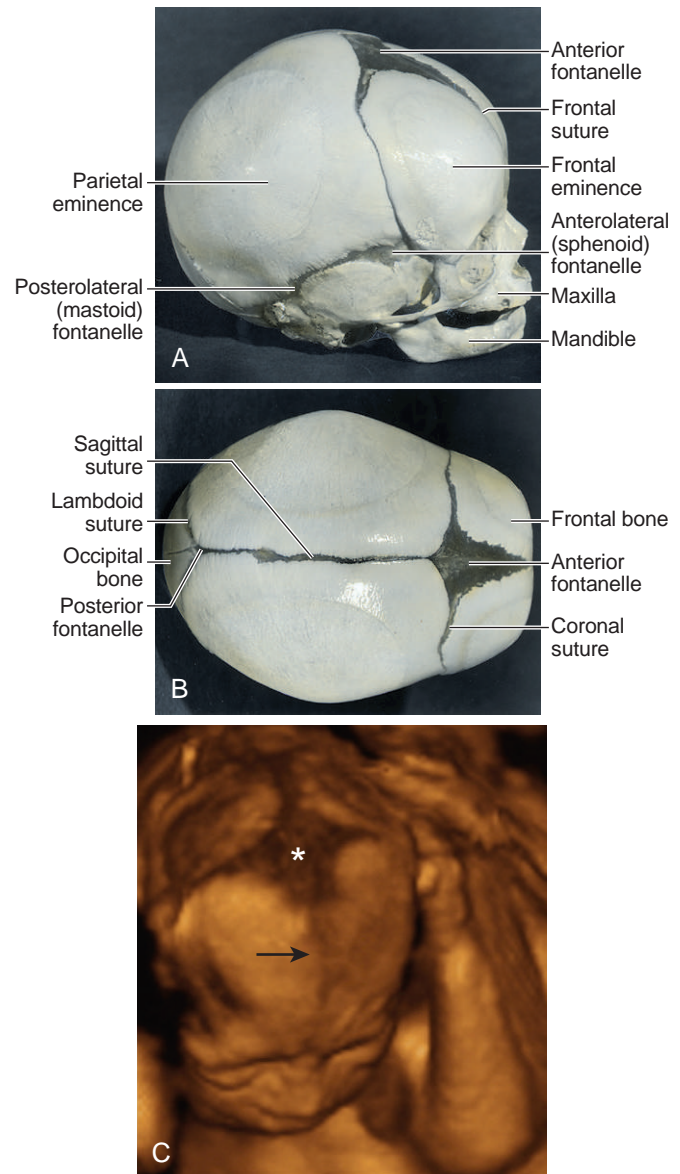 Anterior
fontanelle
Frontal
suture
Frontal
eminence
Anterolateral
(sphenoid)
fontanelle
Maxilla
Mandible
Parietal
eminence
Posterolateral
(mastoid)
fontanelle
A
Sagittal
suture
Lambdoid
suture
Occipital
bone
Posterior
fontanelle
Frontal bone
Anterior
fontanelle
Coronal
suture
B
*
C